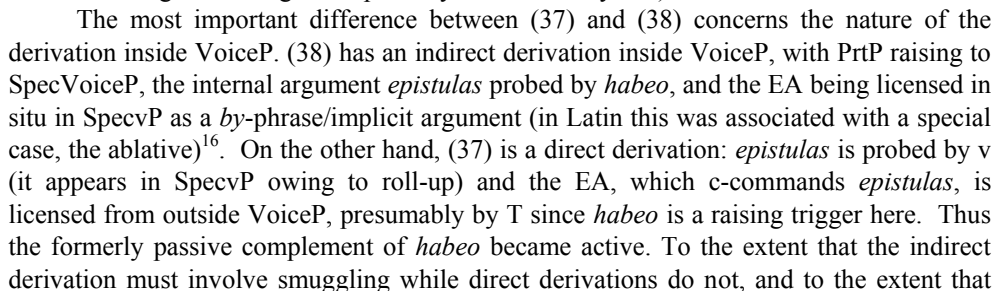 The most important difference between (37) and (38) concerns the nature of the
derivation inside VoiceP. (38) has an indirect derivation inside VoiceP, with PrtP raising to
SpecVoiceP, the internal argument epistulas probed by habeo, and the EA being licensed in
situ in SpecvP as a by-phrase/implicit argument (in Latin this was associated with a special
case, the ablative)16. On the other hand, (37) is a direct derivation: epistulas is probed by v
(it appears in SpecvP owing to roll-up) and the EA, which c-commands epistulas, is
licensed from outside VoiceP, presumably by T since habeo is a raising trigger here. Thus
the formerly passive complement of habeo became active. To the extent that the indirect
derivation must involve smuggling while direct derivations do not, and to the extent that